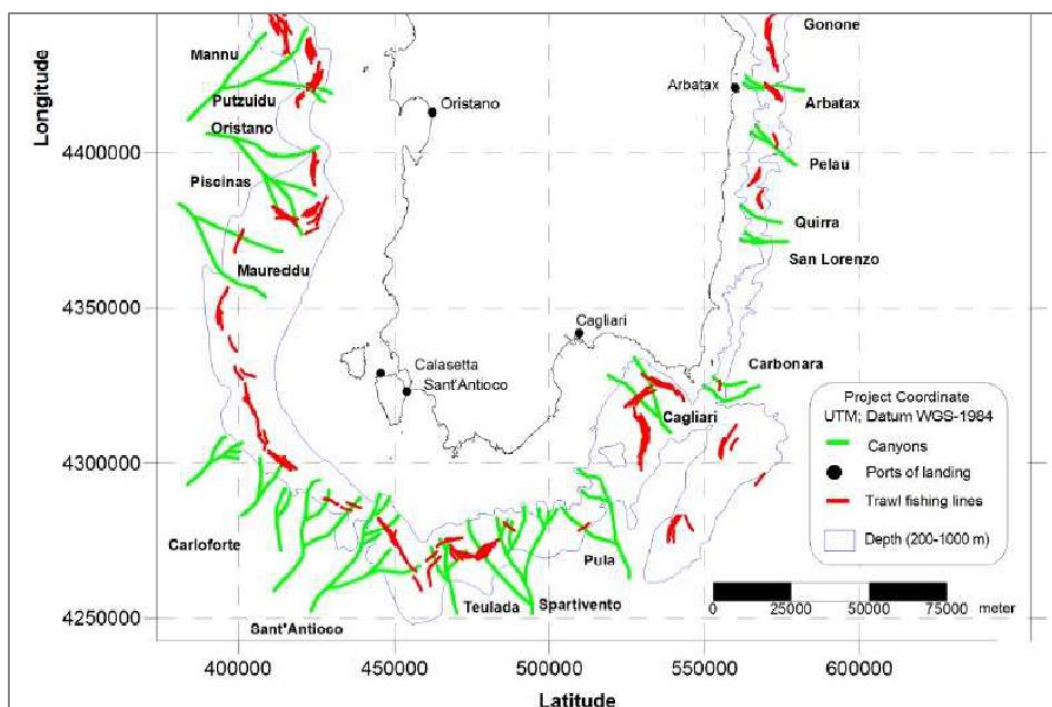 Gonone
Mannu
Arbatax
Putzuidu
Oristano
Arbatax
Oristano
4400000
Pelau
Piscinas
Quirra
San Lorenzo
Maureddu
4350000
Cagliari
Calasetta
Carbonara
Sant'Antioco
Project Coordinate
UTM; Datum WGS-1984
Cagliari
Canyons
Ports of landing
4300000
Trawl fishing lines
Depth (200-1000 m)
Carloforte
Pula
0 25000 50000 75000 meter
Teulada
Spartivento
4250000
Sant'Antioco
400000 450000 500000 550000 600000
Latitude
Longitude